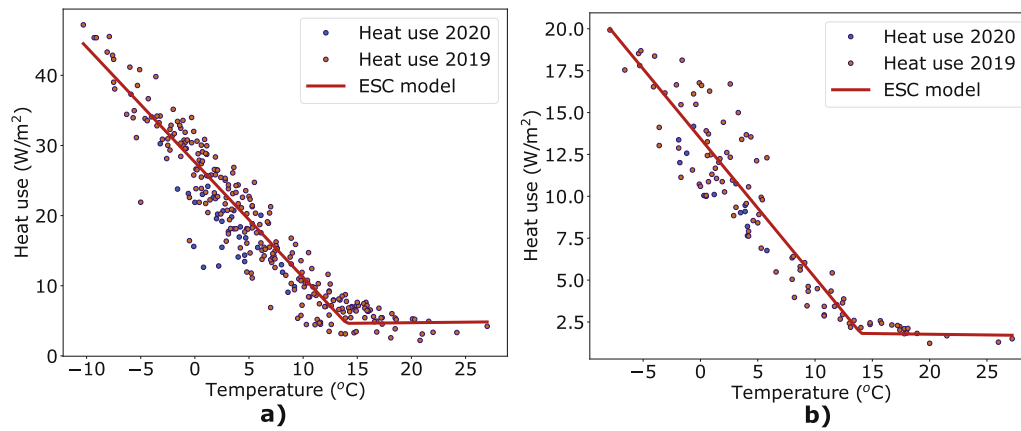 Heat use (W/m²)
40
30
20
10
0
Heat use 2020
Heat use 2019
ESC model
−10 −5 0 5 10 15 20 25
Temperature (°C)
a)
Heat use (W/m²)
20.0
17.5
15.0
12.5
10.0
7.5
5.0
2.5
Heat use 2020
Heat use 2019
ESC model
−5 0 5 10 15 20 25
Temperature (°C)
b)